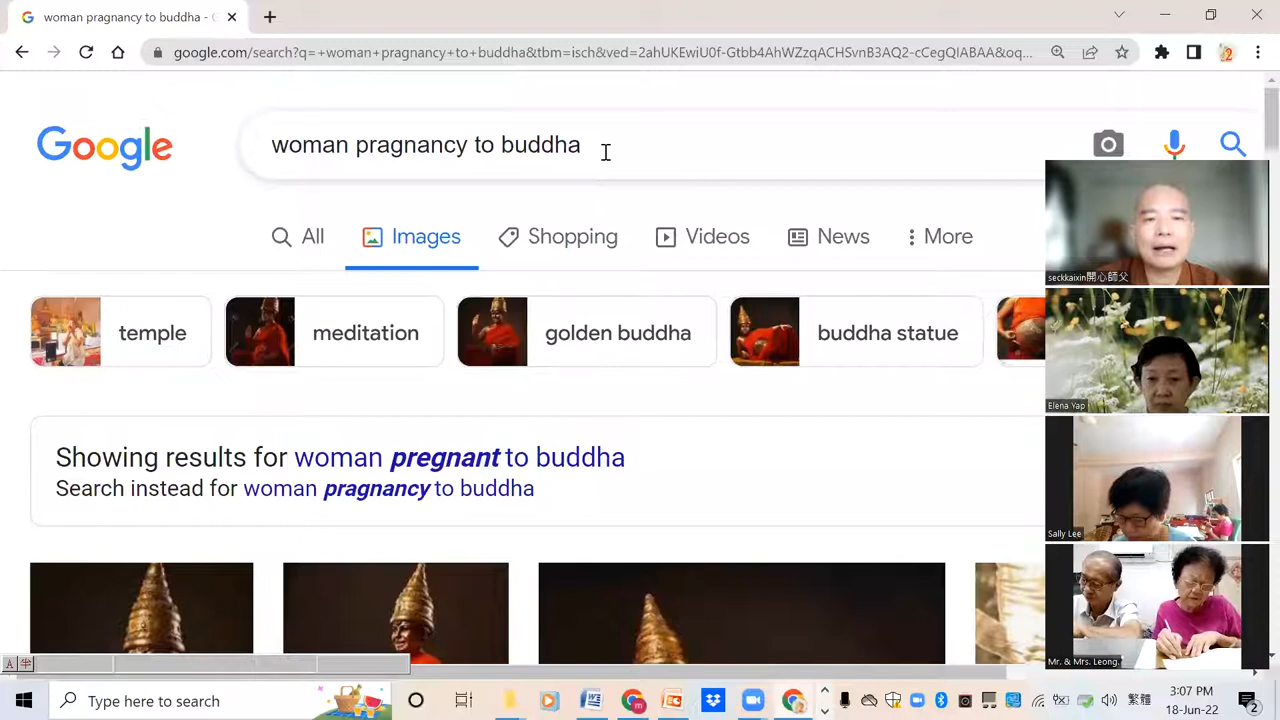 woman pragnancy to buddha - G
google.com/search?q=+woman+pragnancy+to+buddha&tbm=isch&ved=2ahUKEwiU0f-Gtbb4AhWZzqACHSvnB3AQ2-cCegQIABAA&oq...
Google
woman pragnancy to buddha
All
Images
Shopping
Videos
News
More
temple
meditation
golden buddha
buddha statue
Showing results for woman pregnant to buddha
Search instead for woman pragnancy to buddha
seckkaixin開心師父
Elena Yap
Sally Lee
Mr. & Mrs. Leong.
A 半
Type here to search
繁體
3:07 PM
18-Jun-22
2